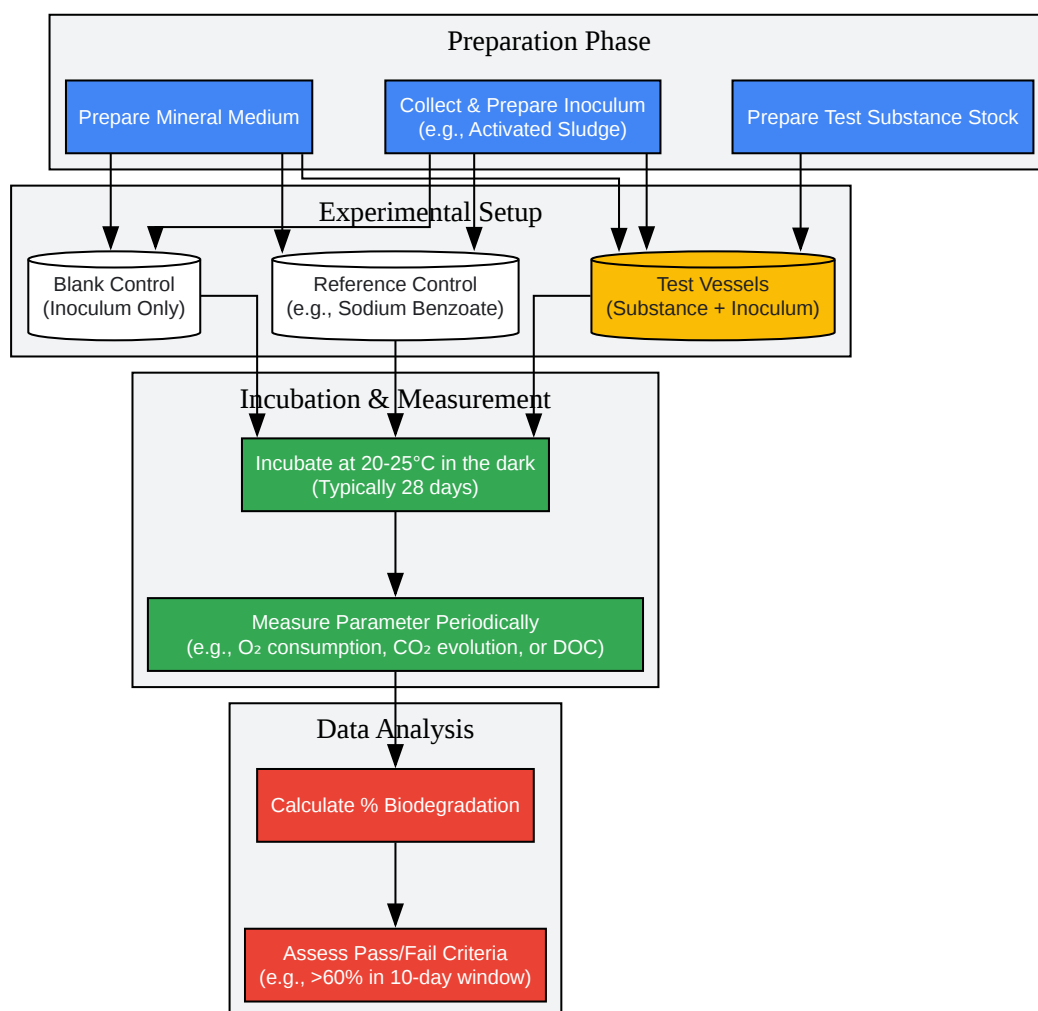 Preparation Phase
Prepare Mineral Medium
Collect & Prepare Inoculum
(e.g., Activated Sludge)
Prepare Test Substance Stock
Experimental Setup
Blank Control
(Inoculum Only)
Reference Control
(e.g., Sodium Benzoate)
Test Vessels
(Substance + Inoculum)
Incubation & Measurement
Incubate at 20-25°C in the dark
(Typically 28 days)
Measure Parameter Periodically
(e.g., O₂ consumption, CO₂ evolution, or DOC)
Data Analysis
Calculate % Biodegradation
Assess Pass/Fail Criteria
(e.g., >60% in 10-day window)